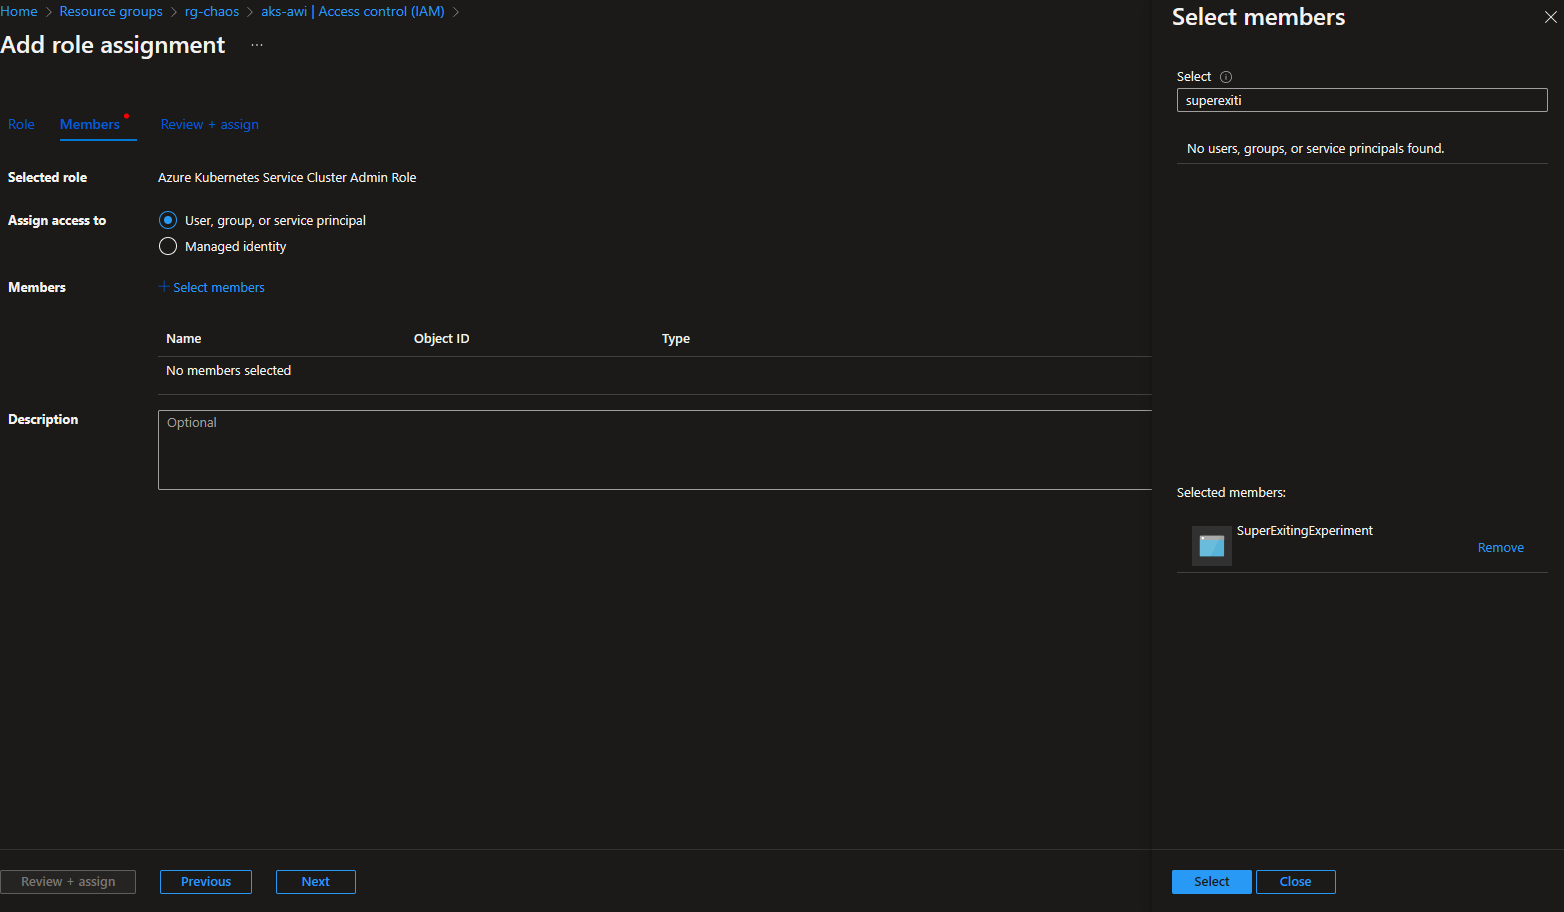 Home > Resource groups > rg-chaos > aks-awi | Access control (IAM) >
Add role assignment ...
Role Members Review + assign
Selected role Azure Kubernetes Service Cluster Admin Role
Assign access to User, group, or service principal
Managed identity
Members + Select members
Name Object ID Type
No members selected
Description Optional
Review + assign Previous Next
Select members
Select
superexiti
No users, groups, or service principals found.
Selected members:
SuperExitingExperiment
Remove
Select Close